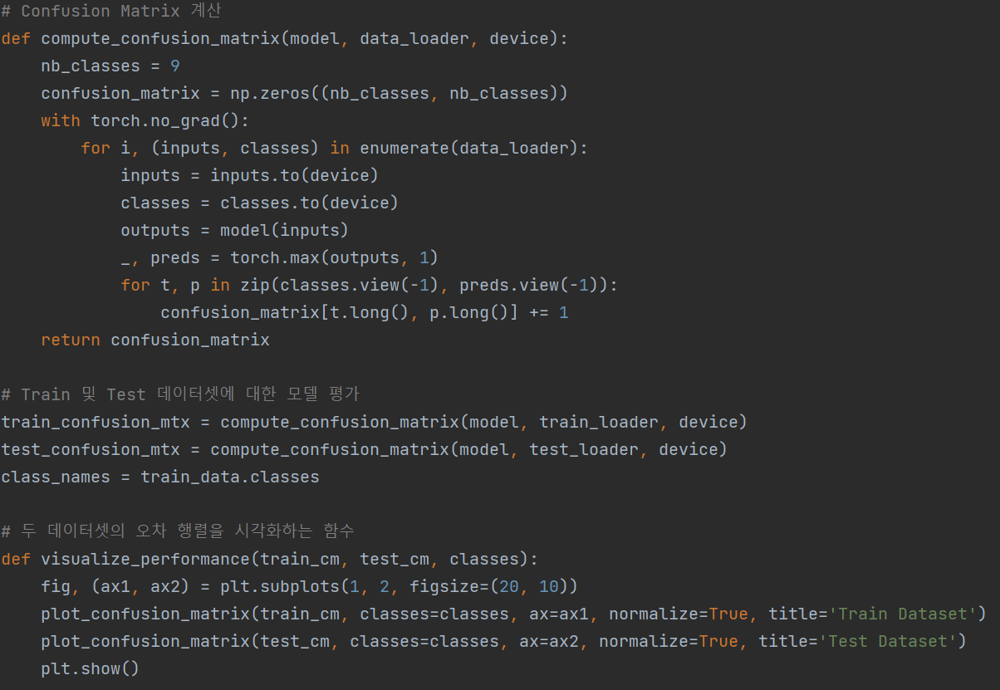 # Confusion Matrix 계산
def compute_confusion_matrix(model, data_loader, device):
    nb_classes = 9
    confusion_matrix = np.zeros((nb_classes, nb_classes))
    with torch.no_grad():
        for i, (inputs, classes) in enumerate(data_loader):
            inputs = inputs.to(device)
            classes = classes.to(device)
            outputs = model(inputs)
            _, preds = torch.max(outputs, 1)
            for t, p in zip(classes.view(-1), preds.view(-1)):
                confusion_matrix[t.long(), p.long()] += 1
    return confusion_matrix

# Train 및 Test 데이터셋에 대한 모델 평가
train_confusion_mtx = compute_confusion_matrix(model, train_loader, device)
test_confusion_mtx = compute_confusion_matrix(model, test_loader, device)
class_names = train_data.classes

# 두 데이터셋의 오차 행렬을 시각화하는 함수
def visualize_performance(train_cm, test_cm, classes):
    fig, (ax1, ax2) = plt.subplots(1, 2, figsize=(20, 10))
    plot_confusion_matrix(train_cm, classes=classes, ax=ax1, normalize=True, title='Train Dataset')
    plot_confusion_matrix(test_cm, classes=classes, ax=ax2, normalize=True, title='Test Dataset')
    plt.show()